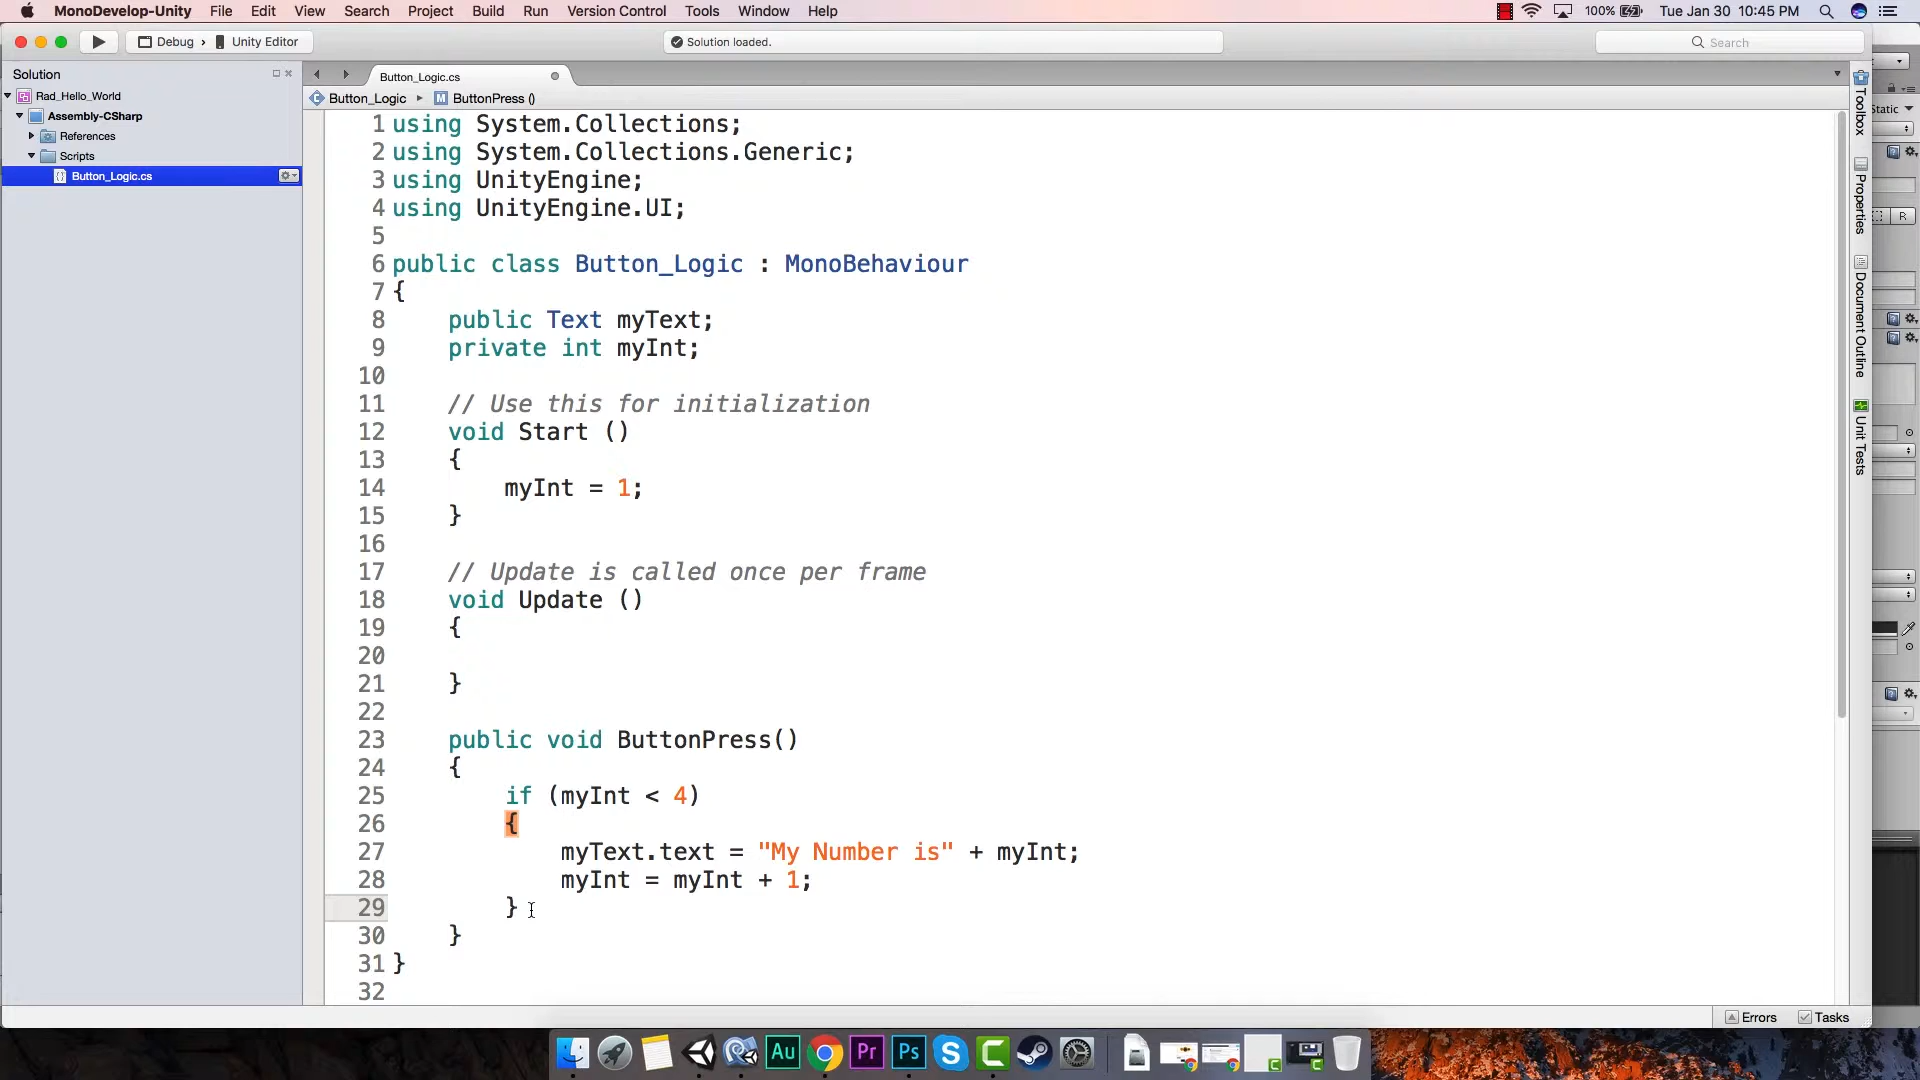 MonoDevelop-Unity File Edit View Search Project Build Run Version Control Tools Window Help 100% Tue Jan 30 10:45 PM
Debug › Unity Editor
Solution loaded.
Search
Solution
Rad_Hello_World
Assembly-CSharp
References
Scripts
Button_Logic.cs
Button_Logic.cs
Button_Logic ▸ ButtonPress ()
1 using System.Collections;
2 using System.Collections.Generic;
3 using UnityEngine;
4 using UnityEngine.UI;
5
6 public class Button_Logic : MonoBehaviour
7 {
8 public Text myText;
9 private int myInt;
10
11 // Use this for initialization
12 void Start ()
13 {
14 myInt = 1;
15 }
16
17 // Update is called once per frame
18 void Update ()
19 {
20
21 }
22
23 public void ButtonPress()
24 {
25 if (myInt < 4)
26 {
27 myText.text = "My Number is" + myInt;
28 myInt = myInt + 1;
29 }
30 }
31 }
32
Toolbox
Properties
Document Outline
Unit Tests
Static
R
Errors Tasks
Au Pr Ps